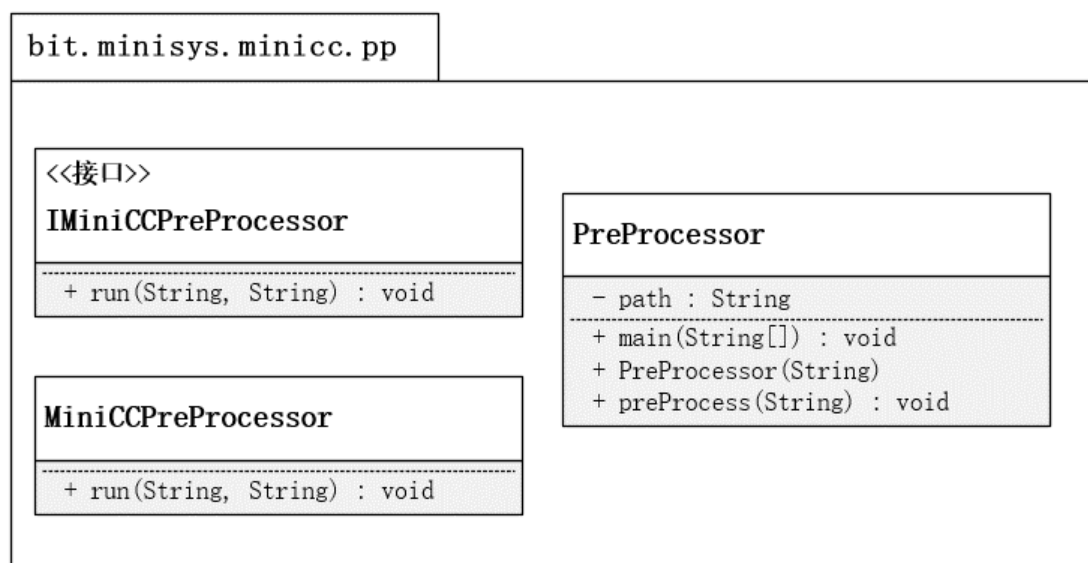 bit.minisys.minicc.pp
<<接口>>
IMiniCCPreProcessor
+ run(String, String) : void
MiniCCPreProcessor
+ run(String, String) : void
PreProcessor
- path : String
+ main(String[]) : void
+ PreProcessor(String)
+ preProcess(String) : void